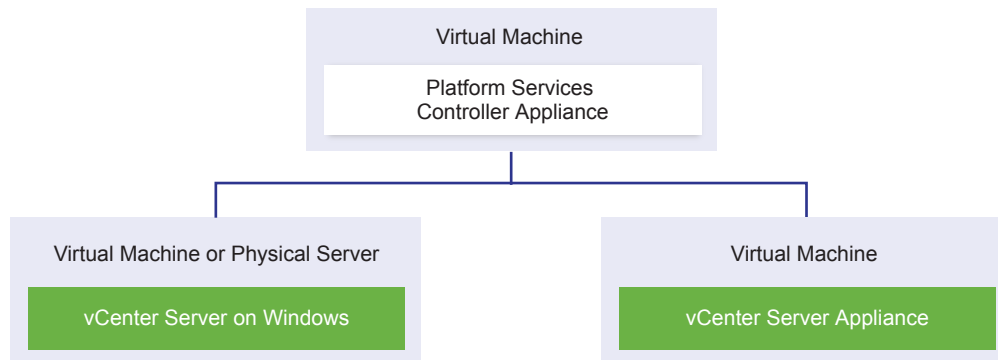 Virtual Machine
Platform Services
Controller Appliance
Virtual Machine or Physical Server
vCenter Server on Windows
Virtual Machine
vCenter Server Appliance